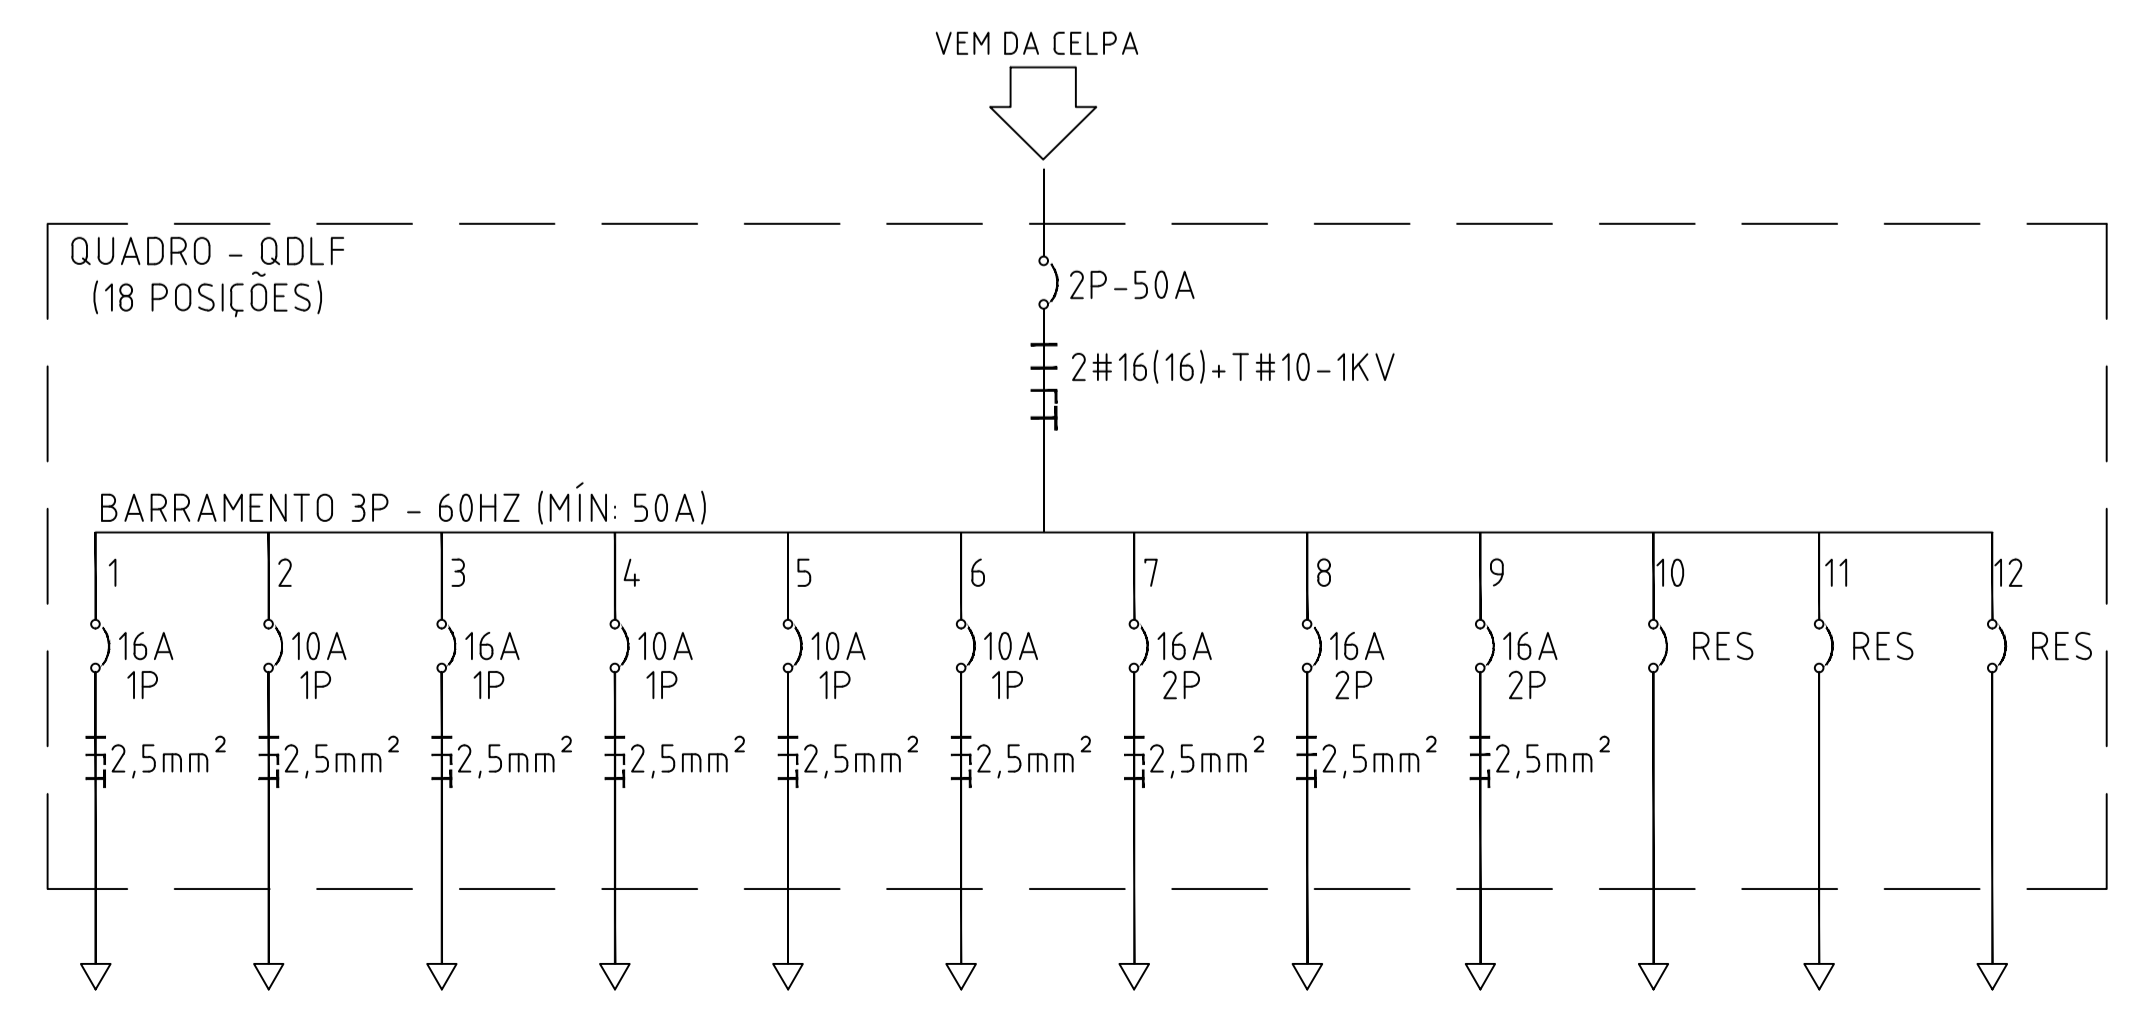 VEM DA CELPA
QUADRO - QDLF
(18 POSIÇÕES)
2P-50A
2#16(16)+T#10-1KV
BARRAMENTO 3P - 60HZ (MÍN: 50A)
1 2 3 4 5 6 7 8 9 10 11 12
16A 10A 16A 10A 10A 10A 16A 16A 16A RES RES RES
1P 1P 1P 1P 1P 1P 2P 2P 2P
2,5mm² 2,5mm² 2,5mm² 2,5mm² 2,5mm² 2,5mm² 2,5mm² 2,5mm² 2,5mm²